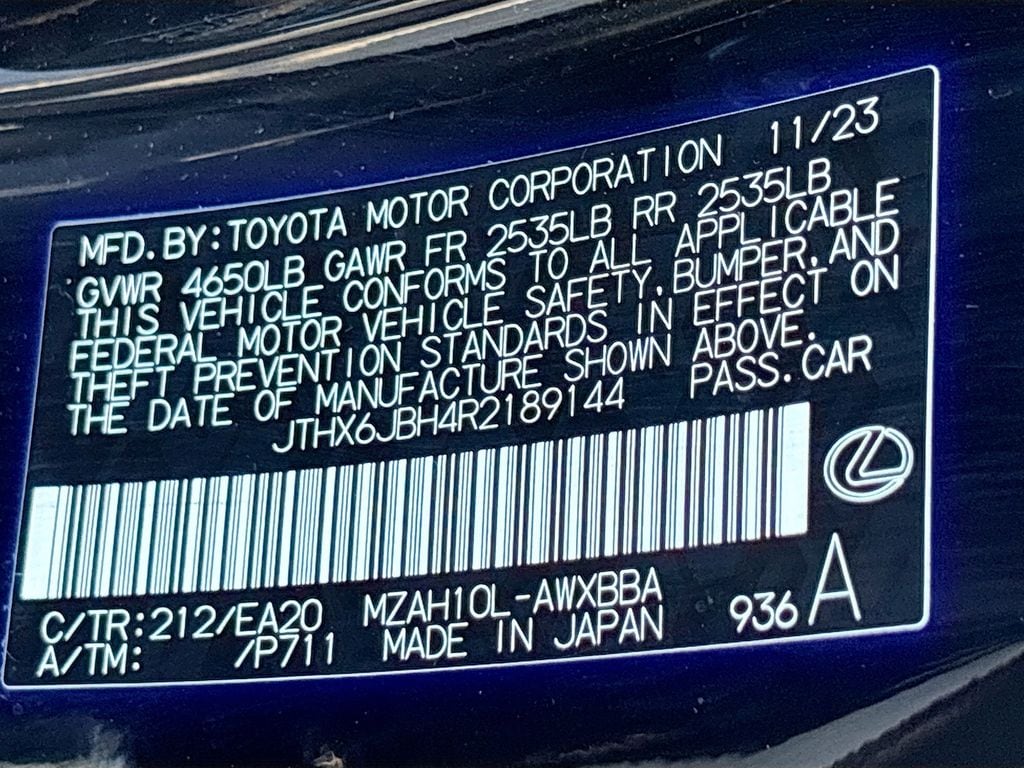 MFD. BY: TOYOTA MOTOR CORPORATION 11/23
GVWR 4650LB GAWR FR 2535LB RR 2535LB
THIS VEHICLE CONFORMS TO ALL APPLICABLE
FEDERAL MOTOR VEHICLE SAFETY, BUMPER, AND
THEFT PREVENTION STANDARDS IN EFFECT ON
THE DATE OF MANUFACTURE SHOWN ABOVE.
JTHX6JBH4R2189144 PASS. CAR
C/TR: 212/EA20 MZAH10L-AWXBBA
A/TM: /P711 MADE IN JAPAN 936 A